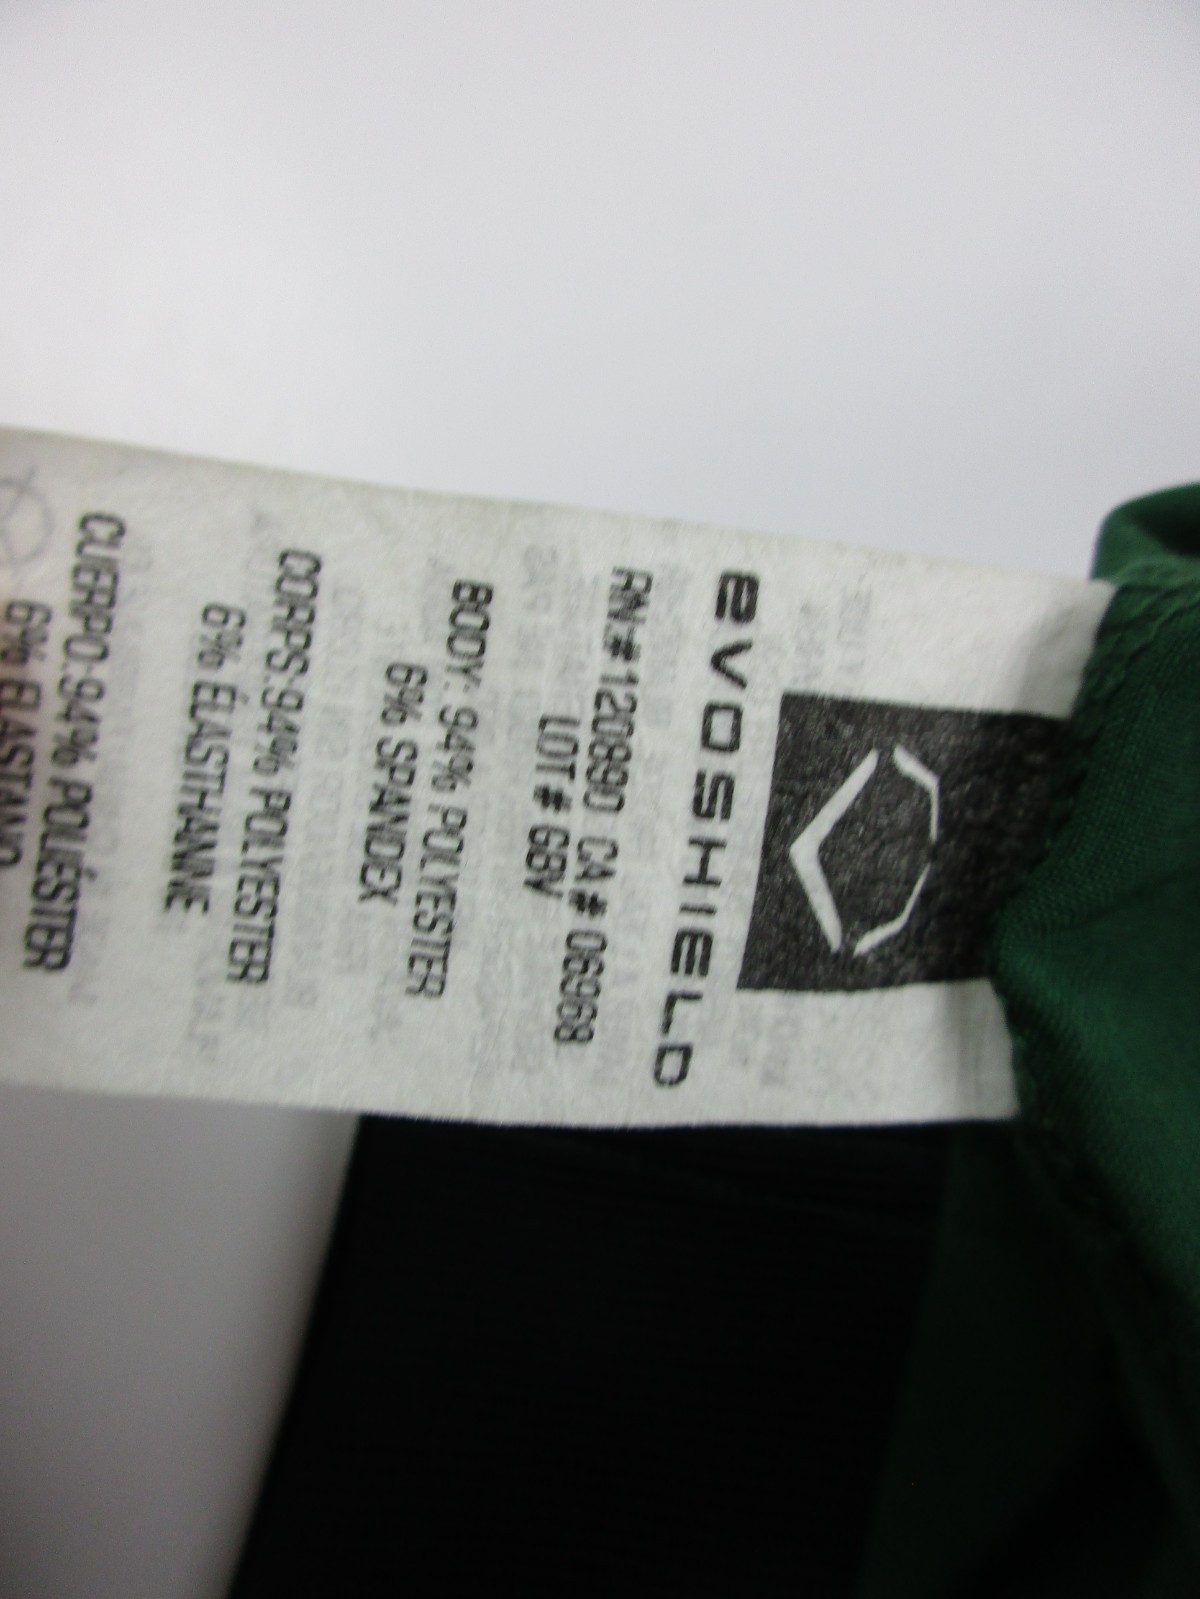 evoSHIELD
RN# 120890 CA# 06968
LOT# GBV
BODY: 94% POLYESTER
6% SPANDEX
CORPS:94% POLYESTER
6% ÉLASTHANNE
CUERPO:94% POLIÉSTER
6% ELASTANO